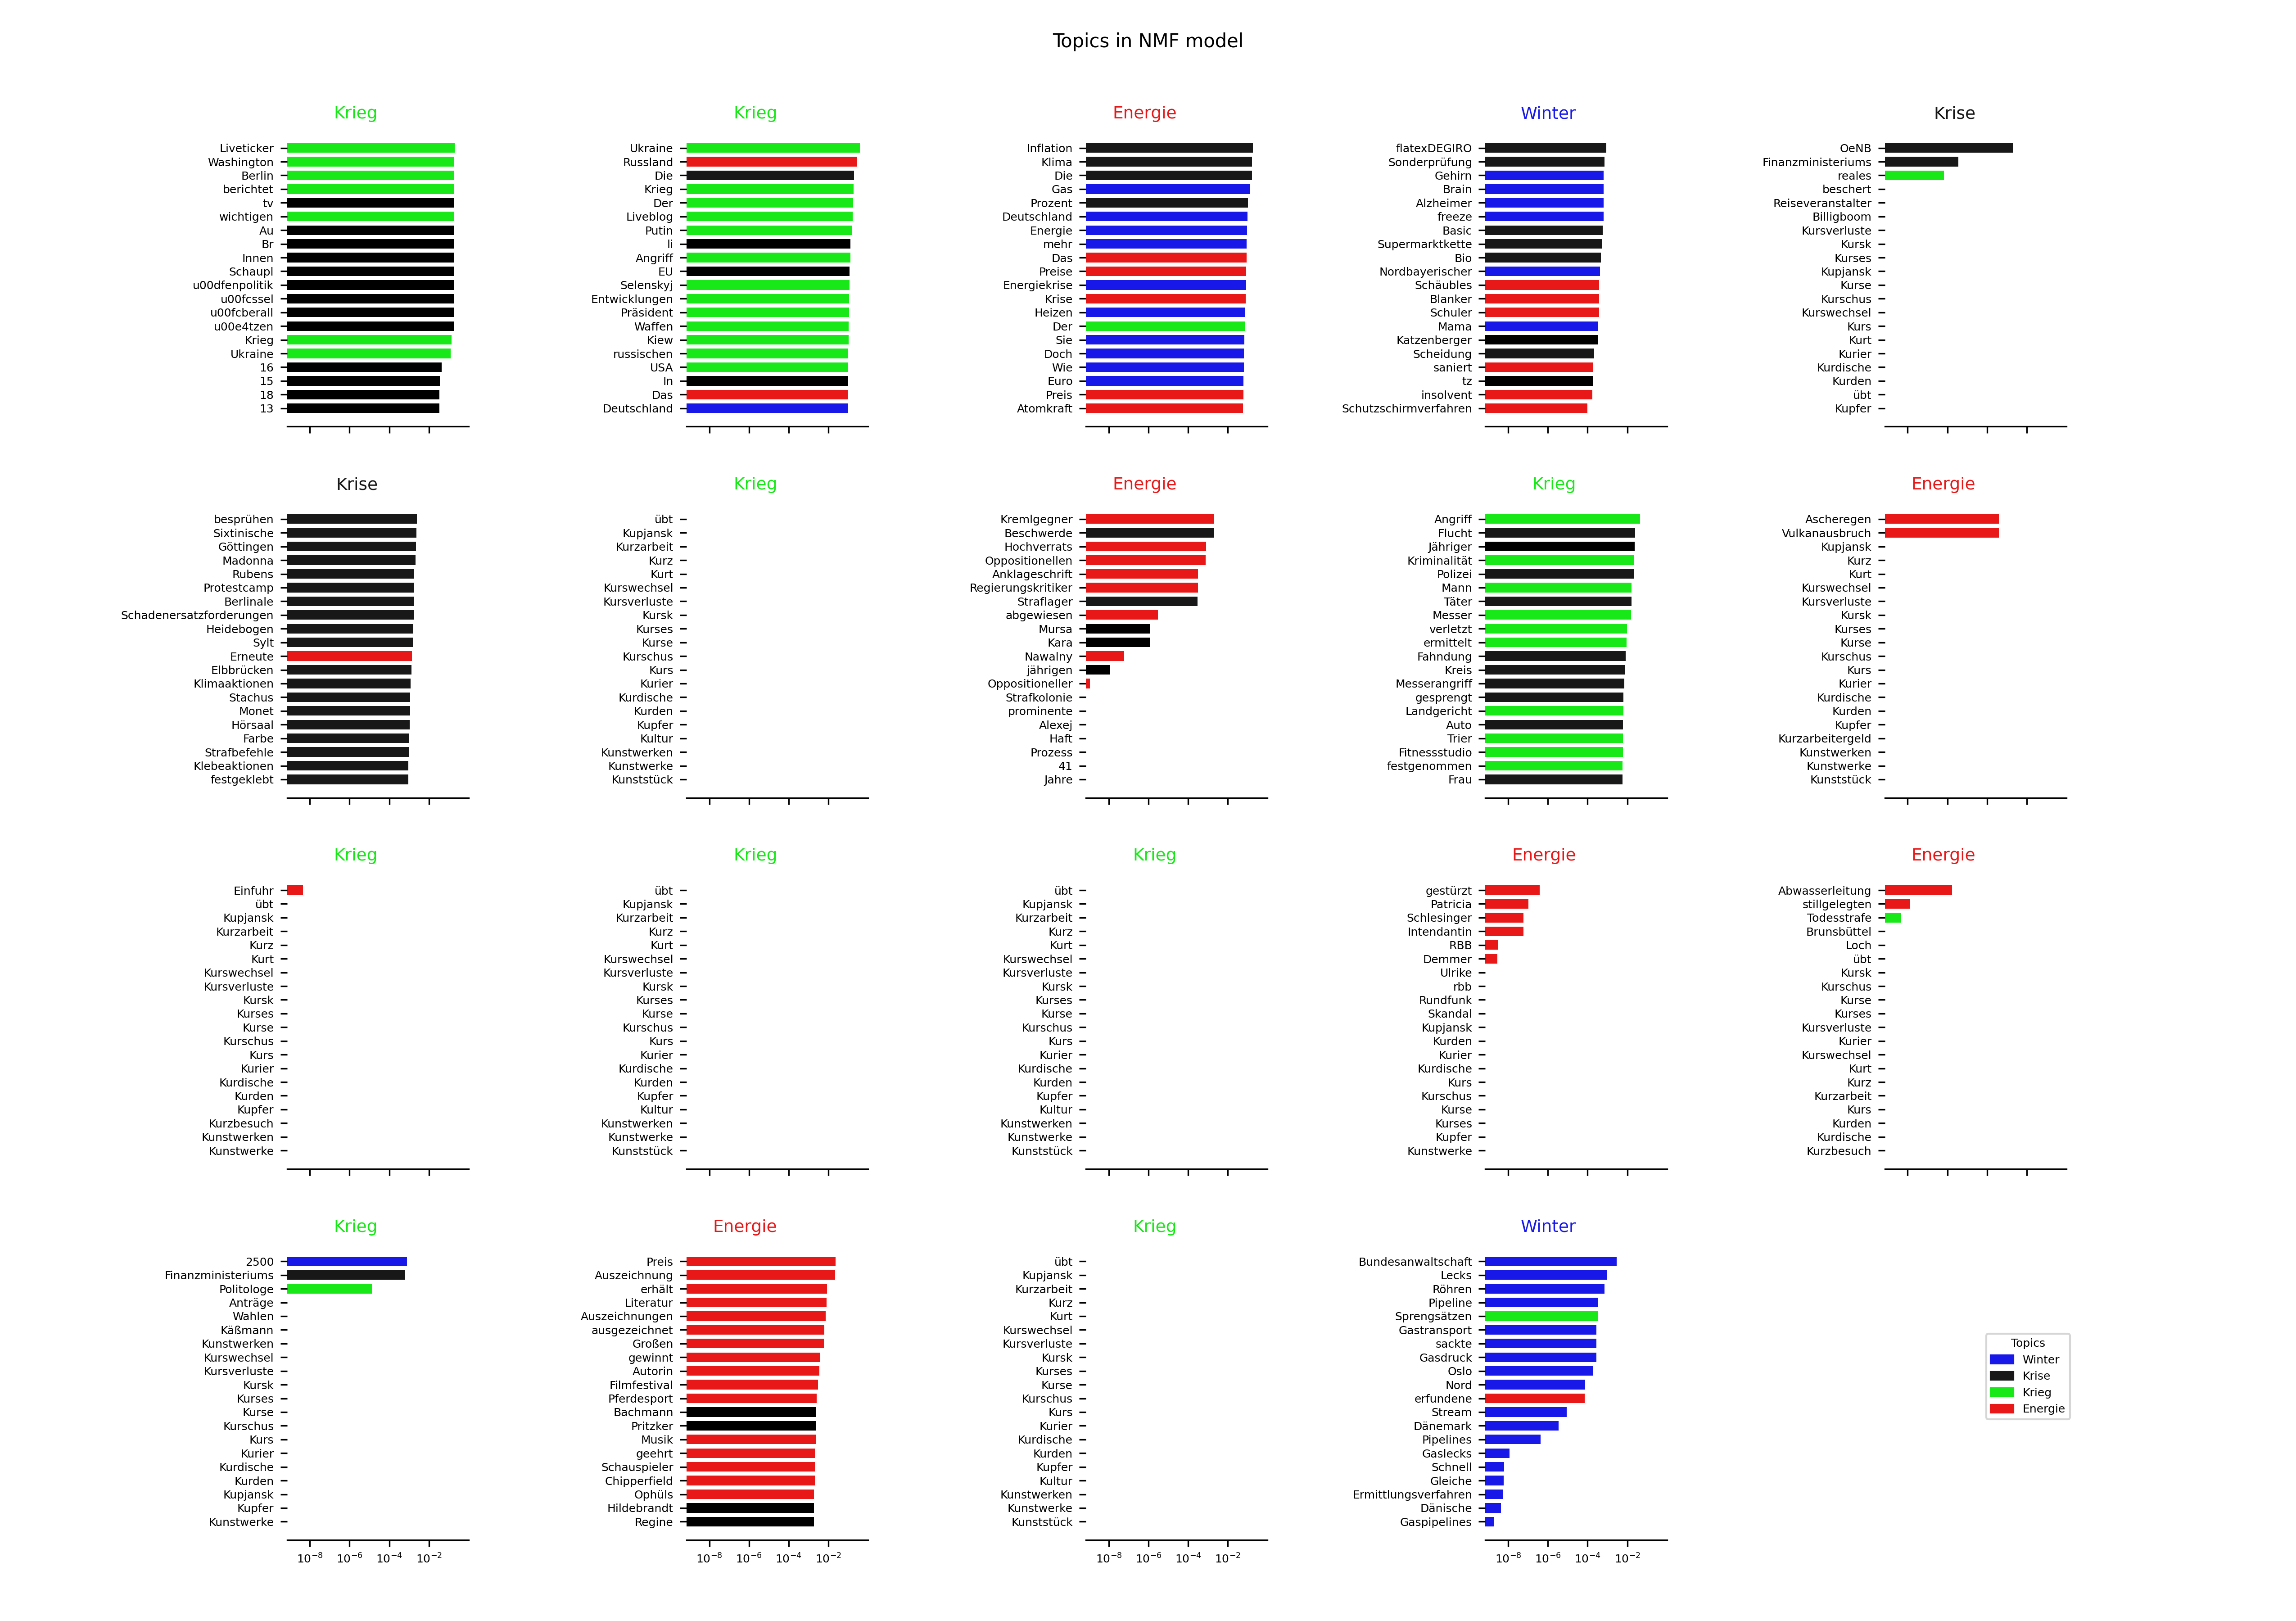 Topics in NMF model
Krieg
Liveticker
Washington
Berlin
berichtet
tv
wichtigen
Au
Br
Innen
Schaupl
u00dfenpolitik
u00fcssel
u00fcberall
u00e4tzen
Krieg
Ukraine
16
15
18
13
Krieg
Ukraine
Russland
Die
Krieg
Der
Liveblog
Putin
li
Angriff
EU
Selenskyj
Entwicklungen
Präsident
Waffen
Kiew
russischen
USA
In
Das
Deutschland
Energie
Inflation
Klima
Die
Gas
Prozent
Deutschland
Energie
mehr
Das
Preise
Energiekrise
Krise
Heizen
Der
Sie
Doch
Wie
Euro
Preis
Atomkraft
Winter
flatexDEGIRO
Sonderprüfung
Gehirn
Brain
Alzheimer
freeze
Basic
Supermarktkette
Bio
Nordbayerischer
Schäubles
Blanker
Schuler
Mama
Katzenberger
Scheidung
saniert
tz
insolvent
Schutzschirmverfahren
Krise
OeNB
Finanzministeriums
reales
beschert
Reiseveranstalter
Billigboom
Kursverluste
Kursk
Kurses
Kupjansk
Kurse
Kurschus
Kurswechsel
Kurs
Kurt
Kurier
Kurdische
Kurden
übt
Kupfer
Krise
besprühen
Sixtinische
Göttingen
Madonna
Rubens
Protestcamp
Berlinale
Schadenersatzforderungen
Heidebogen
Sylt
Erneute
Elbbrücken
Klimaaktionen
Stachus
Monet
Hörsaal
Farbe
Strafbefehle
Klebeaktionen
festgeklebt
Krieg
übt
Kupjansk
Kurzarbeit
Kurz
Kurt
Kurswechsel
Kursverluste
Kursk
Kurses
Kurse
Kurschus
Kurs
Kurier
Kurdische
Kurden
Kupfer
Kultur
Kunstwerken
Kunstwerke
Kunststück
Energie
Kremlgegner
Beschwerde
Hochverrats
Oppositionellen
Anklageschrift
Regierungskritiker
Straflager
abgewiesen
Mursa
Kara
Nawalny
jährigen
Oppositioneller
Strafkolonie
prominente
Alexej
Haft
Prozess
41
Jahre
Krieg
Angriff
Flucht
Jähriger
Kriminalität
Polizei
Mann
Täter
Messer
verletzt
ermittelt
Fahndung
Kreis
Messerangriff
gesprengt
Landgericht
Auto
Trier
Fitnessstudio
festgenommen
Frau
Energie
Ascheregen
Vulkanausbruch
Kupjansk
Kurz
Kurt
Kurswechsel
Kursverluste
Kursk
Kurses
Kurse
Kurschus
Kurs
Kurier
Kurdische
Kurden
Kupfer
Kurzarbeitergeld
Kunstwerken
Kunstwerke
Kunststück
Krieg
Einfuhr
übt
Kupjansk
Kurzarbeit
Kurz
Kurt
Kurswechsel
Kursverluste
Kursk
Kurses
Kurse
Kurschus
Kurs
Kurier
Kurdische
Kurden
Kupfer
Kurzbesuch
Kunstwerken
Kunstwerke
Krieg
übt
Kupjansk
Kurzarbeit
Kurz
Kurt
Kurswechsel
Kursverluste
Kursk
Kurses
Kurse
Kurschus
Kurs
Kurier
Kurdische
Kurden
Kupfer
Kultur
Kunstwerken
Kunstwerke
Kunststück
Krieg
übt
Kupjansk
Kurzarbeit
Kurz
Kurt
Kurswechsel
Kursverluste
Kursk
Kurses
Kurse
Kurschus
Kurs
Kurier
Kurdische
Kurden
Kupfer
Kultur
Kunstwerken
Kunstwerke
Kunststück
Energie
gestürzt
Patricia
Schlesinger
Intendantin
RBB
Demmer
Ulrike
rbb
Rundfunk
Skandal
Kupjansk
Kurden
Kurier
Kurdische
Kurs
Kurschus
Kurse
Kurses
Kupfer
Kunstwerke
Energie
Abwasserleitung
stillgelegten
Todesstrafe
Brunsbüttel
Loch
übt
Kursk
Kurschus
Kurse
Kurses
Kursverluste
Kurier
Kurswechsel
Kurt
Kurz
Kurzarbeit
Kurs
Kurden
Kurdische
Kurzbesuch
Krieg
2500
Finanzministeriums
Politologe
Anträge
Wahlen
Käßmann
Kunstwerken
Kurswechsel
Kursverluste
Kursk
Kurses
Kurse
Kurschus
Kurs
Kurier
Kurdische
Kurden
Kupjansk
Kupfer
Kunstwerke
10⁻⁸ 10⁻⁶ 10⁻⁴ 10⁻²
Energie
Preis
Auszeichnung
erhält
Literatur
Auszeichnungen
ausgezeichnet
Großen
gewinnt
Autorin
Filmfestival
Pferdesport
Bachmann
Pritzker
Musik
geehrt
Schauspieler
Chipperfield
Ophüls
Hildebrandt
Regine
10⁻⁸ 10⁻⁶ 10⁻⁴ 10⁻²
Krieg
übt
Kupjansk
Kurzarbeit
Kurz
Kurt
Kurswechsel
Kursverluste
Kursk
Kurses
Kurse
Kurschus
Kurs
Kurier
Kurdische
Kurden
Kupfer
Kultur
Kunstwerken
Kunstwerke
Kunststück
10⁻⁸ 10⁻⁶ 10⁻⁴ 10⁻²
Winter
Bundesanwaltschaft
Lecks
Röhren
Pipeline
Sprengsätzen
Gastransport
sackte
Gasdruck
Oslo
Nord
erfundene
Stream
Dänemark
Pipelines
Gaslecks
Schnell
Gleiche
Ermittlungsverfahren
Dänische
Gaspipelines
10⁻⁸ 10⁻⁶ 10⁻⁴ 10⁻²
Topics
Winter
Krise
Krieg
Energie